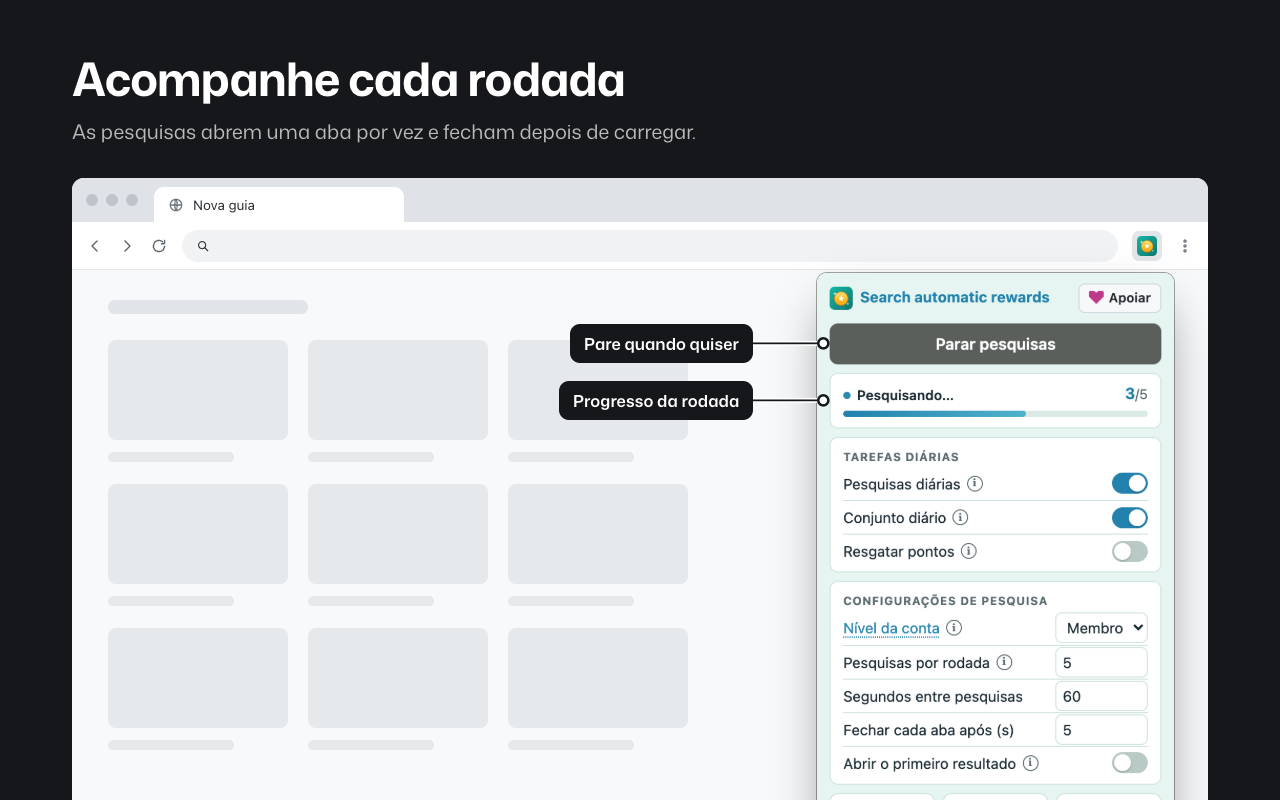 Acompanhe cada rodada
As pesquisas abrem uma aba por vez e fecham depois de carregar.
Nova guia
Search automatic rewards
Apoiar
Pare quando quiser
Parar pesquisas
Progresso da rodada
Pesquisando...
3/5
TAREFAS DIÁRIAS
Pesquisas diárias
Conjunto diário
Resgatar pontos
CONFIGURAÇÕES DE PESQUISA
Nível da conta
Membro
Pesquisas por rodada
5
Segundos entre pesquisas
60
Fechar cada aba após (s)
5
Abrir o primeiro resultado